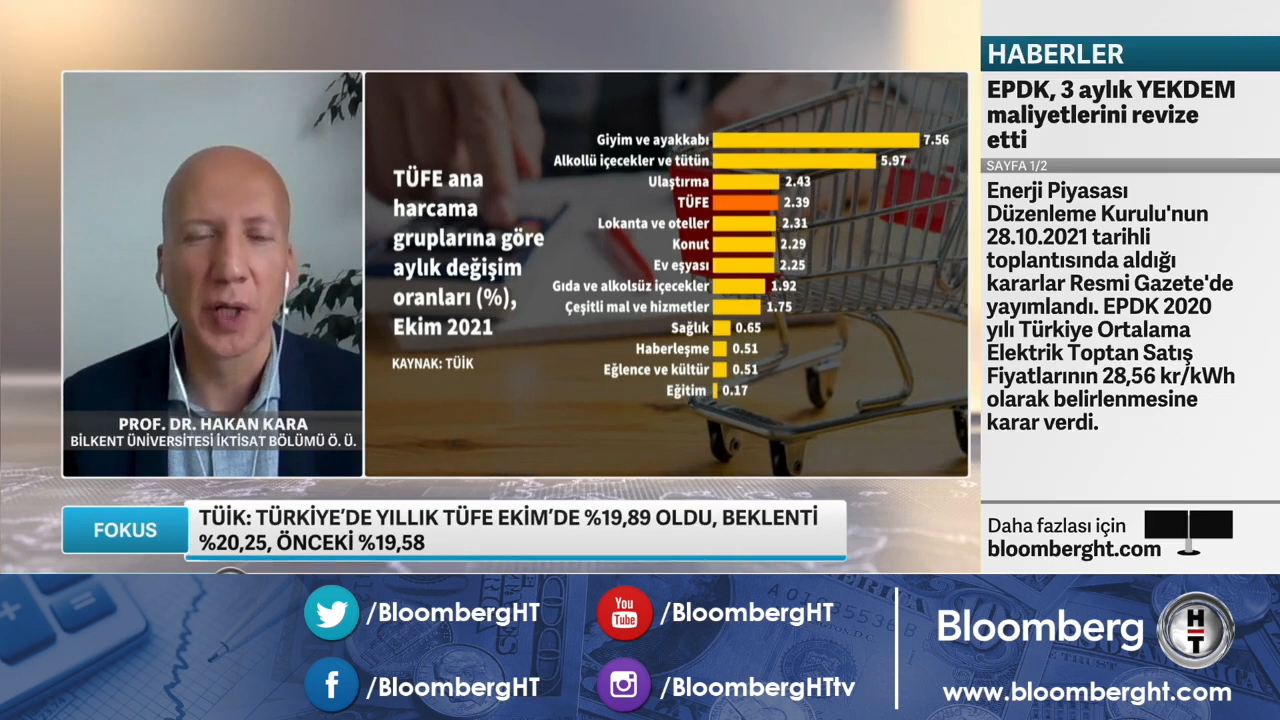 PROF. DR. HAKAN KARA
BİLKENT ÜNİVERSİTESİ İKTİSAT BÖLÜMÜ Ö. Ü.
TÜFE ana
harcama
gruplarına göre
aylık değişim
oranları (%),
Ekim 2021
KAYNAK: TÜİK
Giyim ve ayakkabı 7.56
Alkollü içecekler ve tütün 5.97
Ulaştırma 2.43
TÜFE 2.39
Lokanta ve oteller 2.31
Konut 2.29
Ev eşyası 2.25
Gıda ve alkolsüz içecekler 1.92
Çeşitli mal ve hizmetler 1.75
Sağlık 0.65
Haberleşme 0.51
Eğlence ve kültür 0.51
Eğitim 0.17
FOKUS
TÜİK: TÜRKİYE'DE YILLIK TÜFE EKİM'DE %19,89 OLDU, BEKLENTİ
%20,25, ÖNCEKİ %19,58
HABERLER
EPDK, 3 aylık YEKDEM
maliyetlerini revize
etti
SAYFA 1/2
Enerji Piyasası
Düzenleme Kurulu'nun
28.10.2021 tarihli
toplantısında aldığı
kararlar Resmi Gazete'de
yayımlandı. EPDK 2020
yılı Türkiye Ortalama
Elektrik Toptan Satış
Fiyatlarının 28,56 kr/kWh
olarak belirlenmesine
karar verdi.
Daha fazlası için
bloomberght.com
/BloombergHT
You
Tube
/BloombergHT
/BloombergHT
/BloombergHTtv
Bloomberg HT
www.bloomberght.com